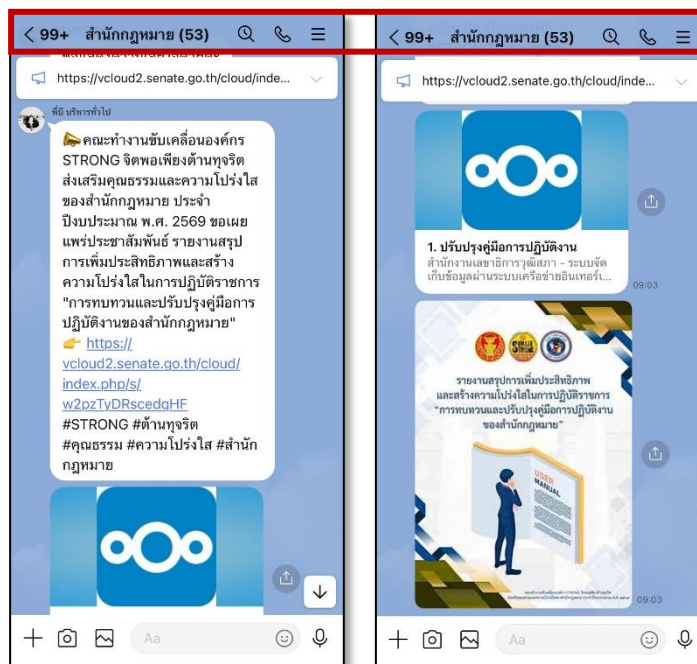 99+ สำนักกฎหมาย (53)
https://vcloud2.senate.go.th/cloud/inde...
พี่บี บริหารทั่วไป
คณะทำงานขับเคลื่อนองค์กร
STRONG จิตพอเพียงต้านทุจริต
ส่งเสริมคุณธรรมและความโปร่งใส
ของสำนักกฎหมาย ประจำ
ปีงบประมาณ พ.ศ. 2569 ขอเผย
แพร่ประชาสัมพันธ์ รายงานสรุป
การเพิ่มประสิทธิภาพและสร้าง
ความโปร่งใสในการปฏิบัติราชการ
"การทบทวนและปรับปรุงคู่มือการ
ปฏิบัติงานของสำนักกฎหมาย"
https://
vcloud2.senate.go.th/cloud/
index.php/s/
w2pzTyDRscedqHF
#STRONG #ต้านทุจริต
#คุณธรรม #ความโปร่งใส #สำนัก
กฎหมาย
Aa
99+ สำนักกฎหมาย (53)
https://vcloud2.senate.go.th/cloud/inde...
1. ปรับปรุงคู่มือการปฏิบัติงาน
สำนักงานเลขาธิการวุฒิสภา - ระบบจัด
เก็บข้อมูลผ่านระบบเครือข่ายอินเทอร์เ...
09:03
รายงานสรุปการเพิ่มประสิทธิภาพ
และสร้างความโปร่งใสในการปฏิบัติราชการ
"การทบทวนและปรับปรุงคู่มือการปฏิบัติงาน
ของสำนักกฎหมาย"
USER
MANUAL
09:03
Aa